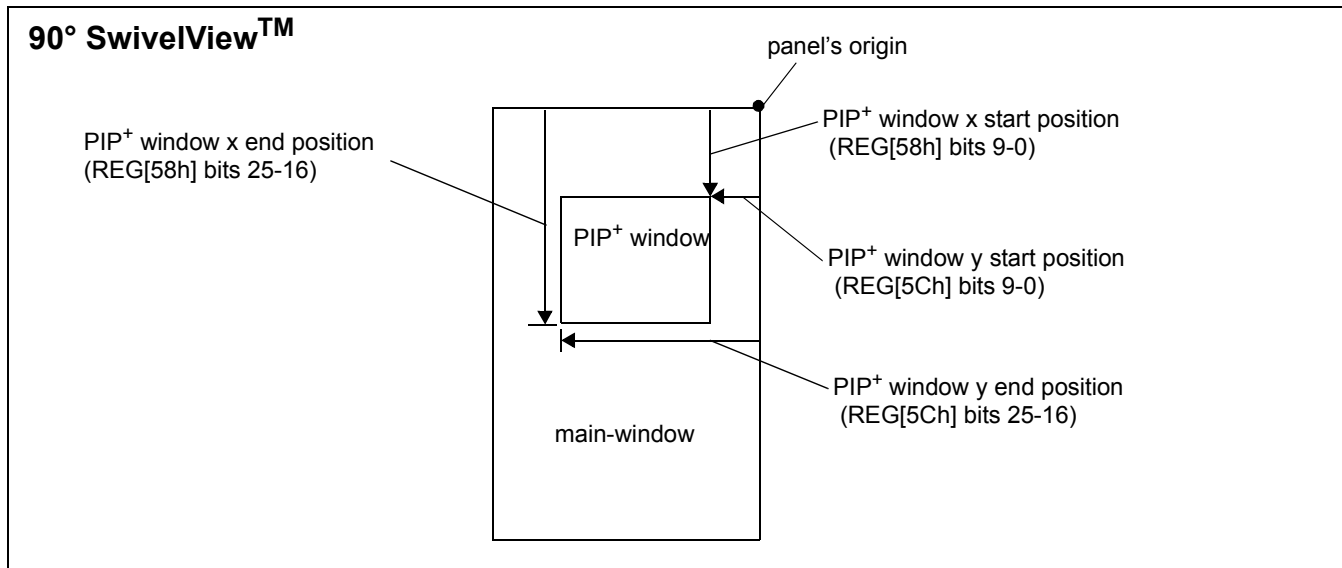 90° SwivelView™
panel's origin
PIP+ window x end position
(REG[58h] bits 25-16)
PIP+ window x start position
(REG[58h] bits 9-0)
PIP+ window
PIP+ window y start position
(REG[5Ch] bits 9-0)
PIP+ window y end position
(REG[5Ch] bits 25-16)
main-window